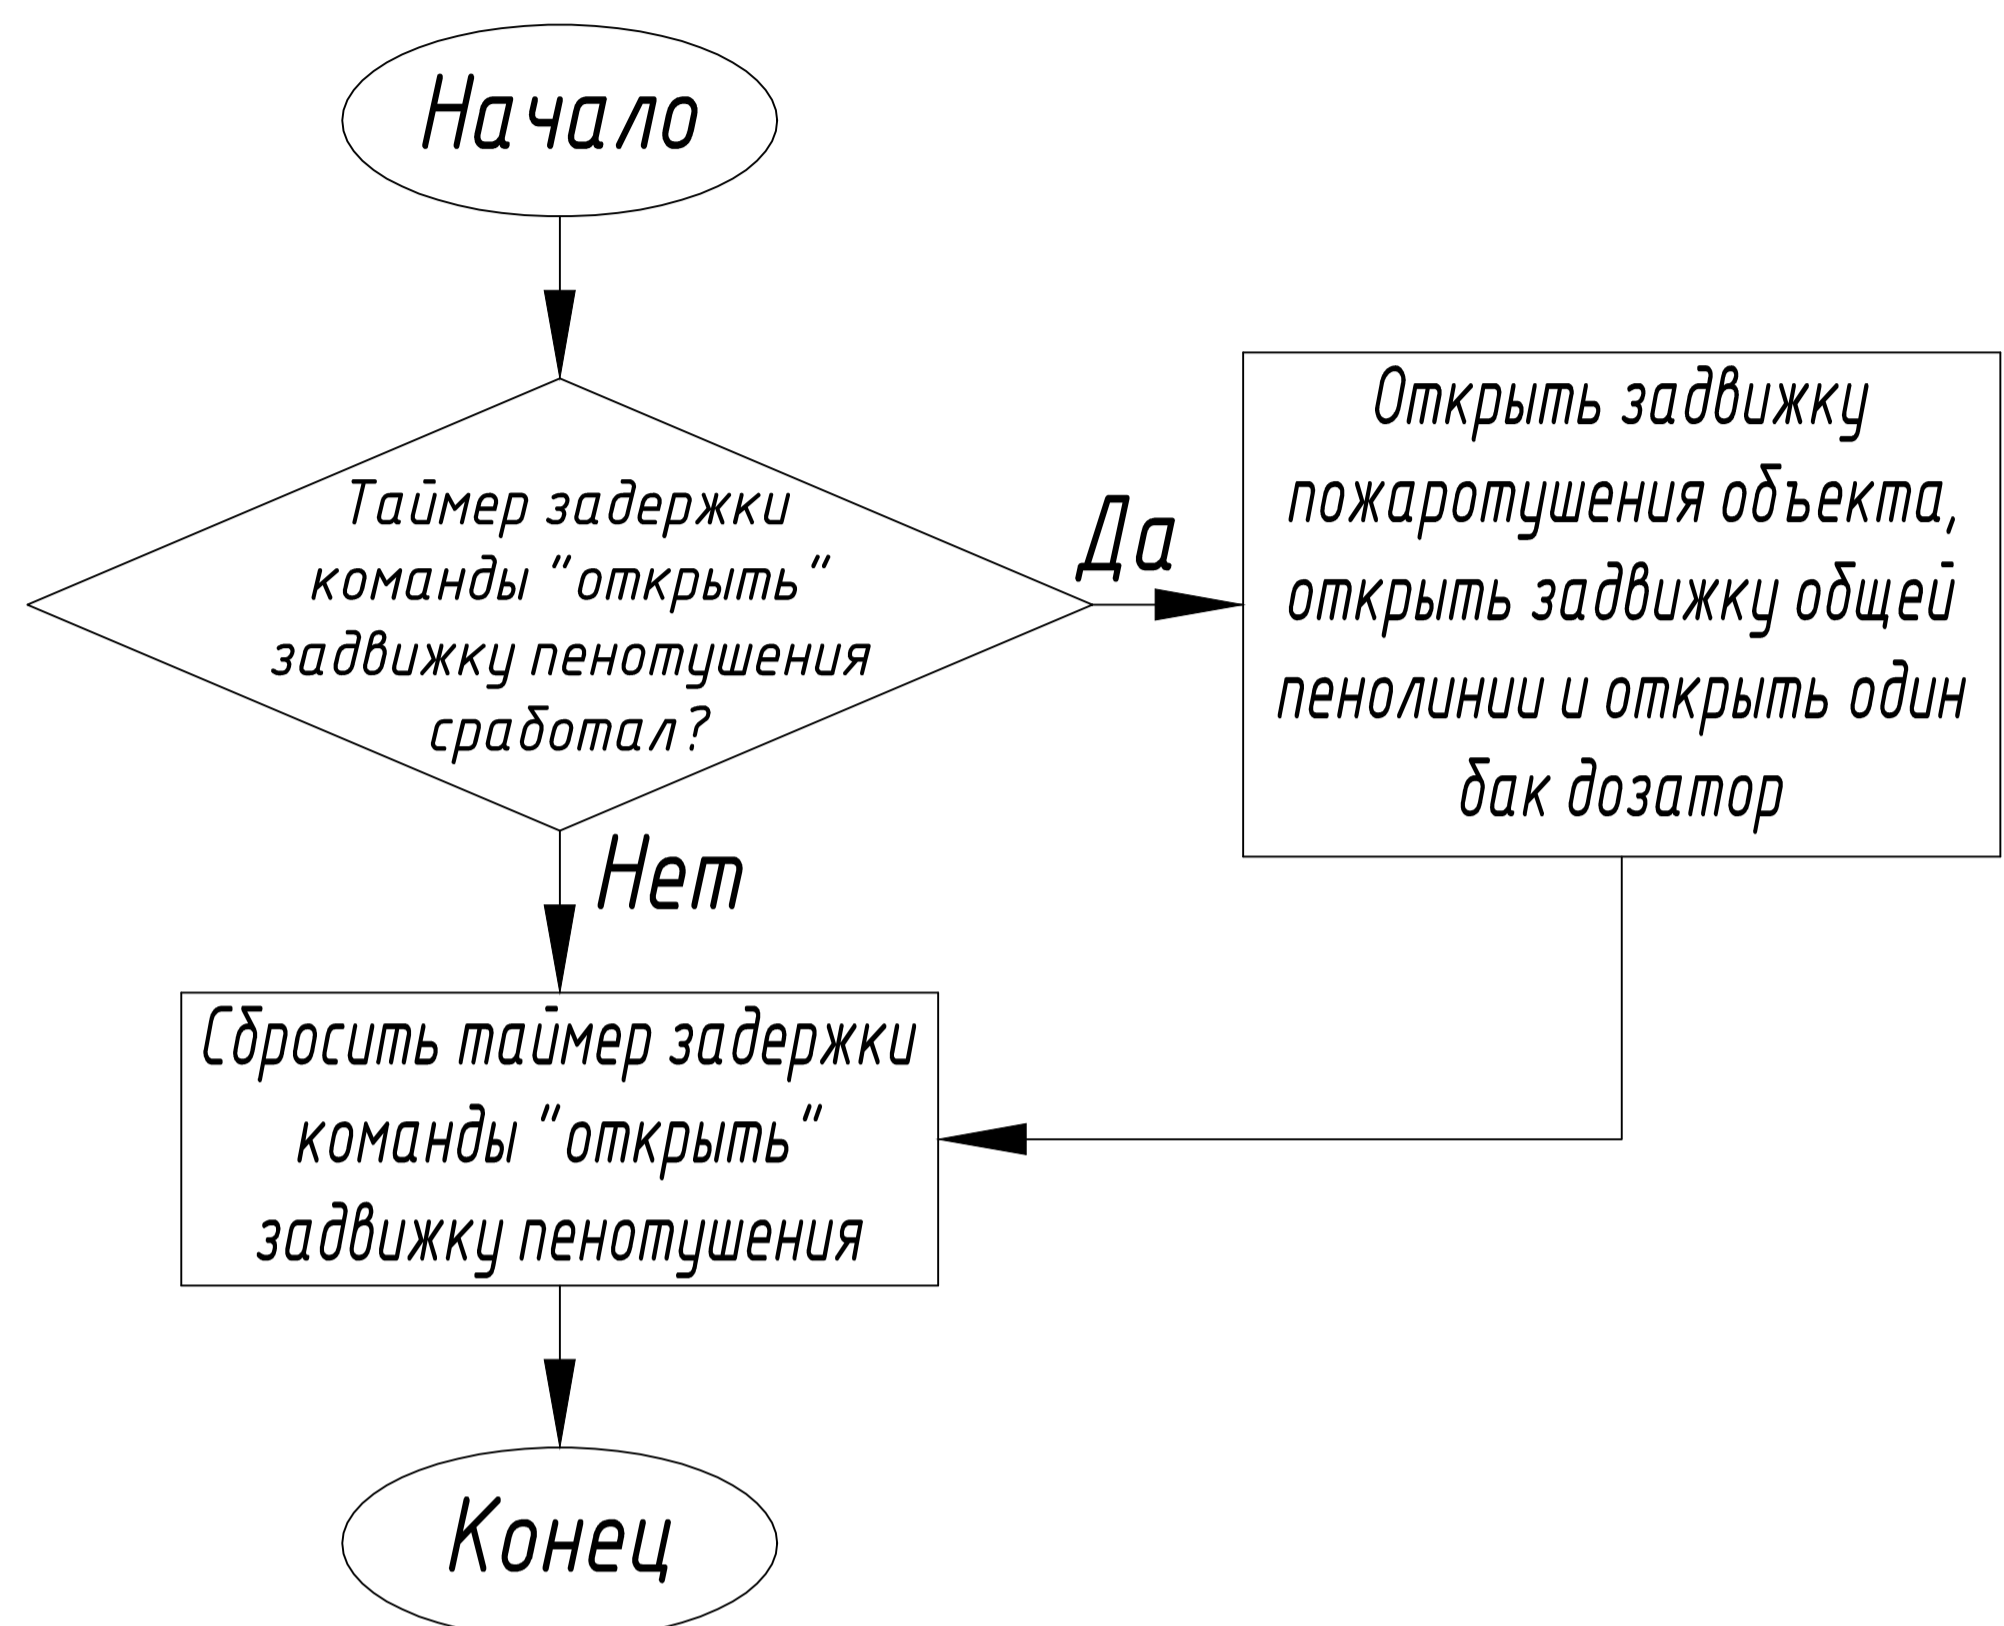 Начало
Таймер задержки
команды "открыть"
задвижку пенотушения
сработал?
Да
Открыть задвижку
пожаротушения объекта,
открыть задвижку общей
пенолинии и открыть один
бак дозатор
Нет
Сбросить таймер задержки
команды "открыть"
задвижку пенотушения
Конец